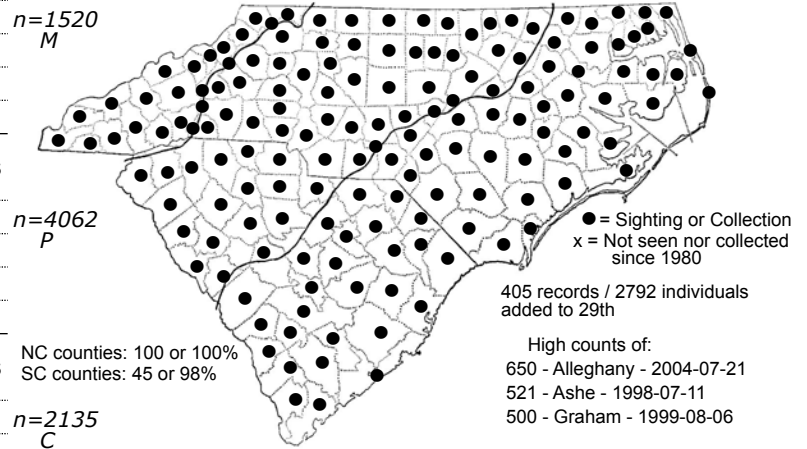 n=1520
M
n=4062
P
n=2135
C
● = Sighting or Collection
x = Not seen nor collected
since 1980
405 records / 2792 individuals
added to 29th
NC counties: 100 or 100%
SC counties: 45 or 98%
High counts of:
650 - Alleghany - 2004-07-21
521 - Ashe - 1998-07-11
500 - Graham - 1999-08-06